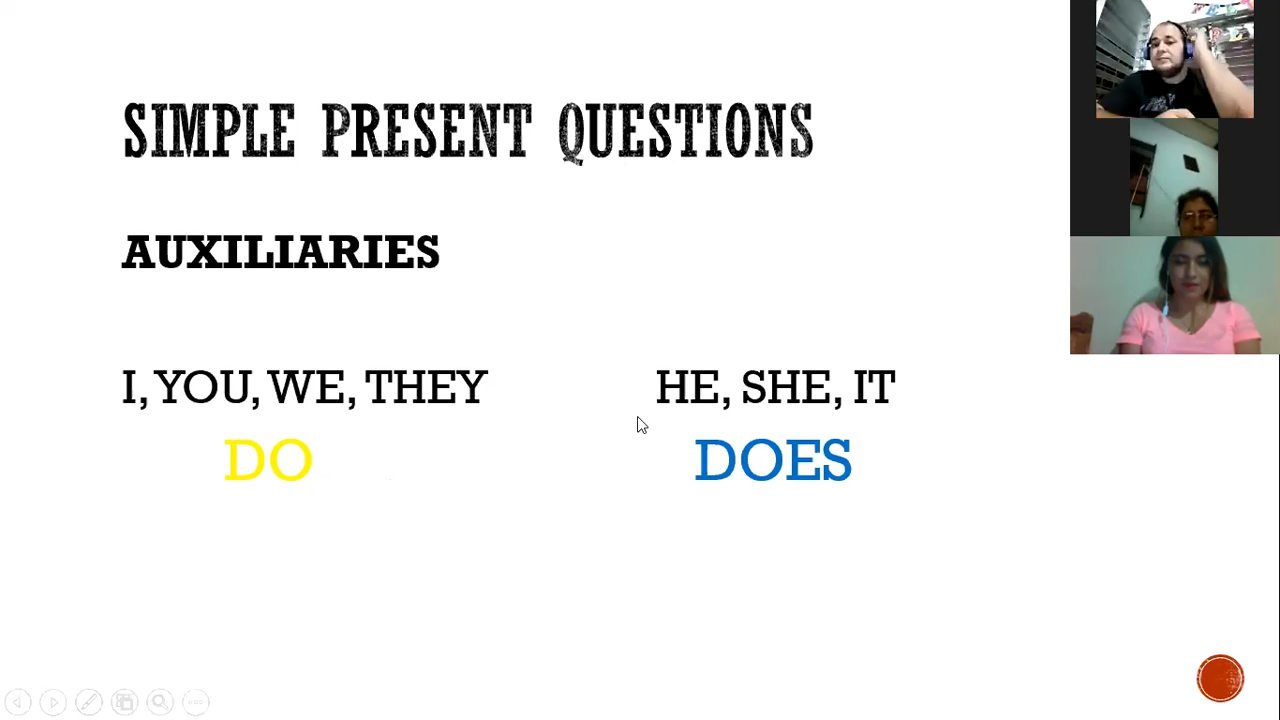 SIMPLE PRESENT QUESTIONS
AUXILIARIES
I, YOU, WE, THEY
HE, SHE, IT
DO
DOES